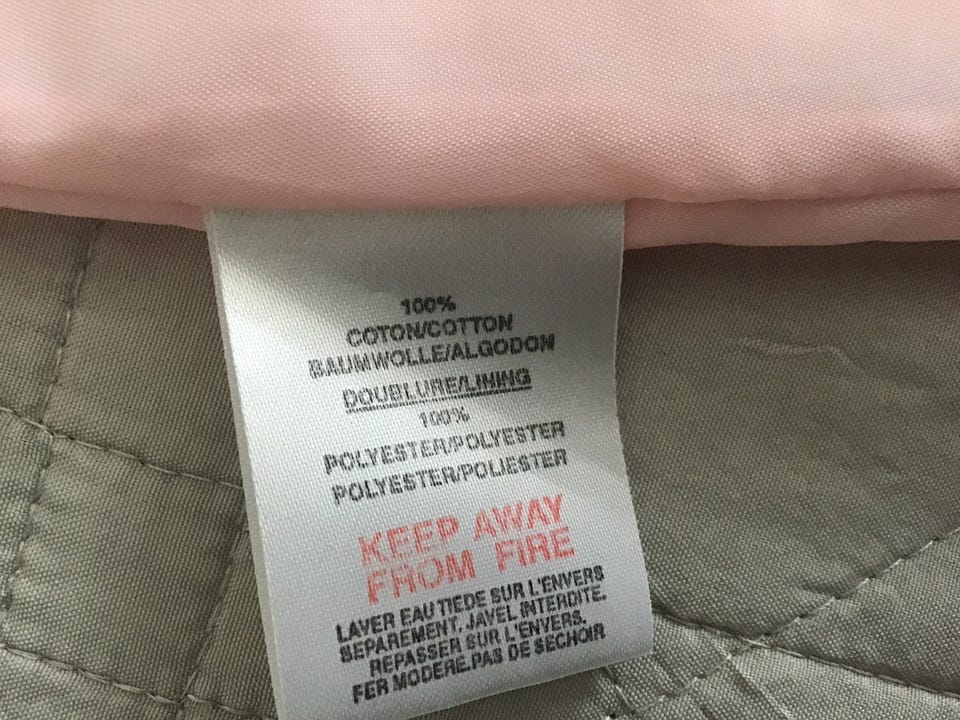 100%
COTON/COTTON
BAUMWOLLE/ALGODON
DOUBLURE/LINING
100%
POLYESTER/POLYESTER
POLYESTER/POLIESTER
KEEP AWAY
FROM FIRE
LAVER EAU TIEDE SUR L'ENVERS
SEPAREMENT, JAVEL INTERDITE.
REPASSER SUR L'ENVERS.
FER MODERE.PAS DE SECHOIR